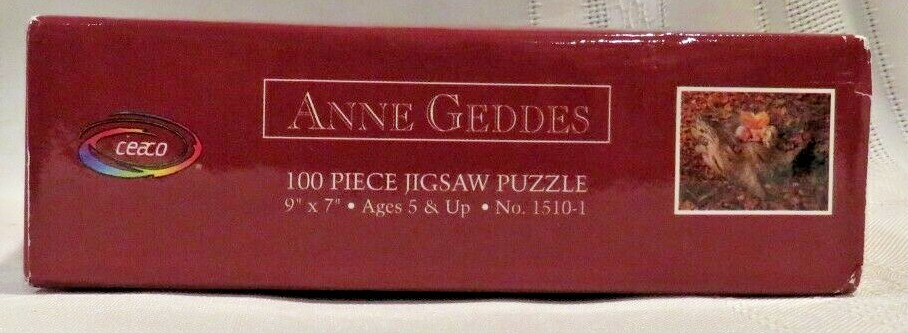 ceaco
ANNE GEDDES
100 PIECE JIGSAW PUZZLE
9" x 7" • Ages 5 & Up • No. 1510-1